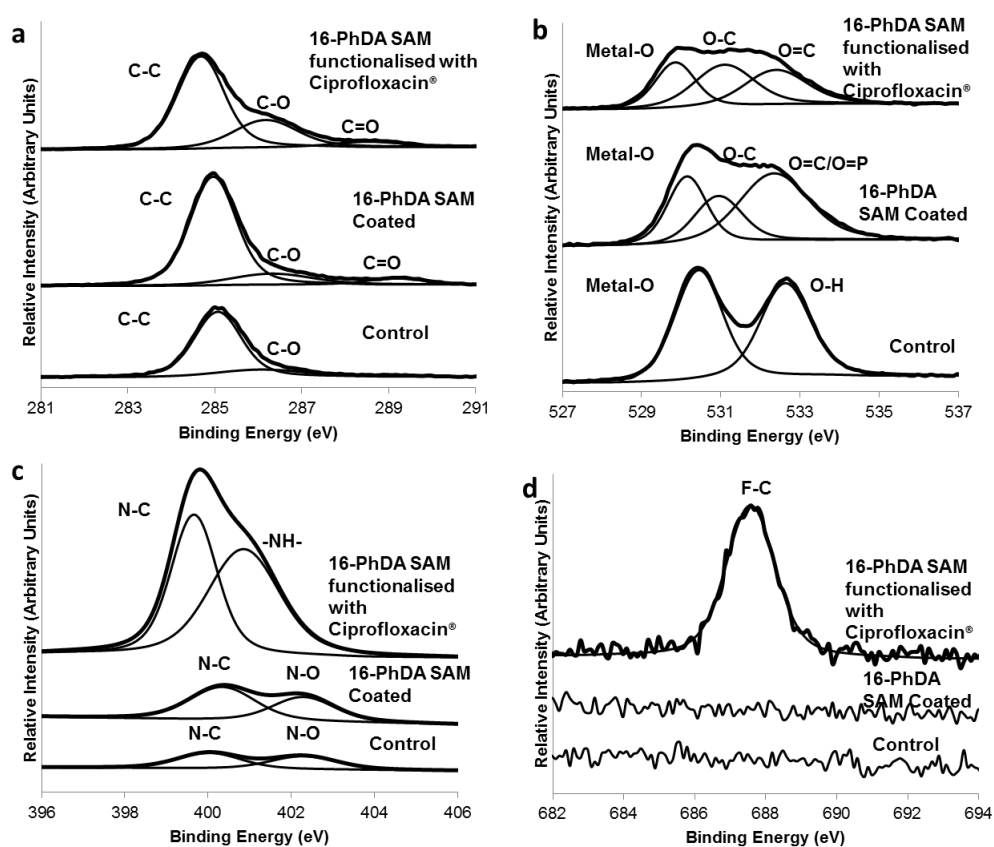 a
16-PhDA SAM
functionalised with
Ciprofloxacin®
C-C
C-O
C=O
16-PhDA SAM
Coated
C-C
C-O
C=O
Control
C-C
C-O
Relative Intensity (Arbitrary Units)
281 283 285 287 289 291
Binding Energy (eV)
b
16-PhDA SAM
functionalised
with
Ciprofloxacin®
Metal-O
O-C
O=C
Metal-O
O-C
O=C/O=P
16-PhDA
SAM Coated
Metal-O
O-H
Control
Relative Intensity (Arbitrary Units)
527 529 531 533 535 537
Binding Energy (eV)
c
N-C
-NH-
16-PhDA SAM
functionalised
with
Ciprofloxacin®
N-C
N-O
16-PhDA SAM
Coated
N-C
N-O
Control
Relative Intensity (Arbitrary Units)
396 398 400 402 404 406
Binding Energy (eV)
d
F-C
16-PhDA SAM
functionalised
with
Ciprofloxacin®
16-PhDA
SAM Coated
Control
Relative Intensity (Arbitrary Units)
682 684 686 688 690 692 694
Binding Energy (eV)